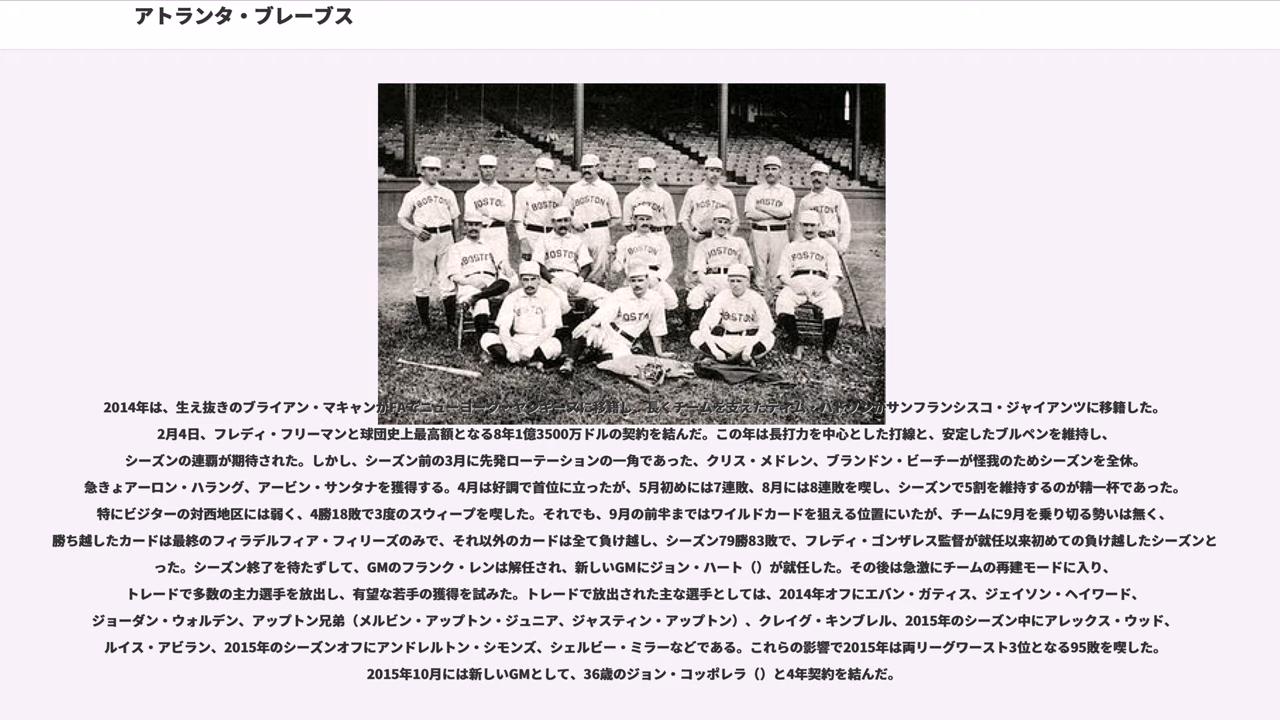 アトランタ・ブレーブス
BOSTON BOSTON BOSTON BOSTON BOSTON BOSTON BOSTON BOSTON
BOSTON BOSTON BOSTON BOSTON BOSTON
BOSTON BOSTON BOSTON
2014年は、生え抜きのブライアン・マキャンがFAでニューヨーク・ヤンキースに移籍し、長くチームを支えたティム・ハドソンがサンフランシスコ・ジャイアンツに移籍した。
2月4日、フレディ・フリーマンと球団史上最高額となる8年1億3500万ドルの契約を結んだ。この年は長打力を中心とした打線と、安定したブルペンを維持し、
シーズンの連覇が期待された。しかし、シーズン前の3月に先発ローテーションの一角であった、クリス・メドレン、ブランドン・ビーチーが怪我のためシーズンを全休。
急きょアーロン・ハラング、アービン・サンタナを獲得する。4月は好調で首位に立ったが、5月初めには7連敗、8月には8連敗を喫し、シーズンで5割を維持するのが精一杯であった。
特にビジターの対西地区には弱く、4勝18敗で3度のスウィープを喫した。それでも、9月の前半まではワイルドカードを狙える位置にいたが、チームに9月を乗り切る勢いは無く、
勝ち越したカードは最終のフィラデルフィア・フィリーズのみで、それ以外のカードは全て負け越し、シーズン79勝83敗で、フレディ・ゴンザレス監督が就任以来初めての負け越したシーズンと
った。シーズン終了を待たずして、GMのフランク・レンは解任され、新しいGMにジョン・ハート（）が就任した。その後は急激にチームの再建モードに入り、
トレードで多数の主力選手を放出し、有望な若手の獲得を試みた。トレードで放出された主な選手としては、2014年オフにエバン・ガティス、ジェイソン・ヘイワード、
ジョーダン・ウォルデン、アップトン兄弟（メルビン・アップトン・ジュニア、ジャスティン・アップトン）、クレイグ・キンブレル、2015年のシーズン中にアレックス・ウッド、
ルイス・アビラン、2015年のシーズンオフにアンドレルトン・シモンズ、シェルビー・ミラーなどである。これらの影響で2015年は両リーグワースト3位となる95敗を喫した。
2015年10月には新しいGMとして、36歳のジョン・コッポレラ（）と4年契約を結んだ。